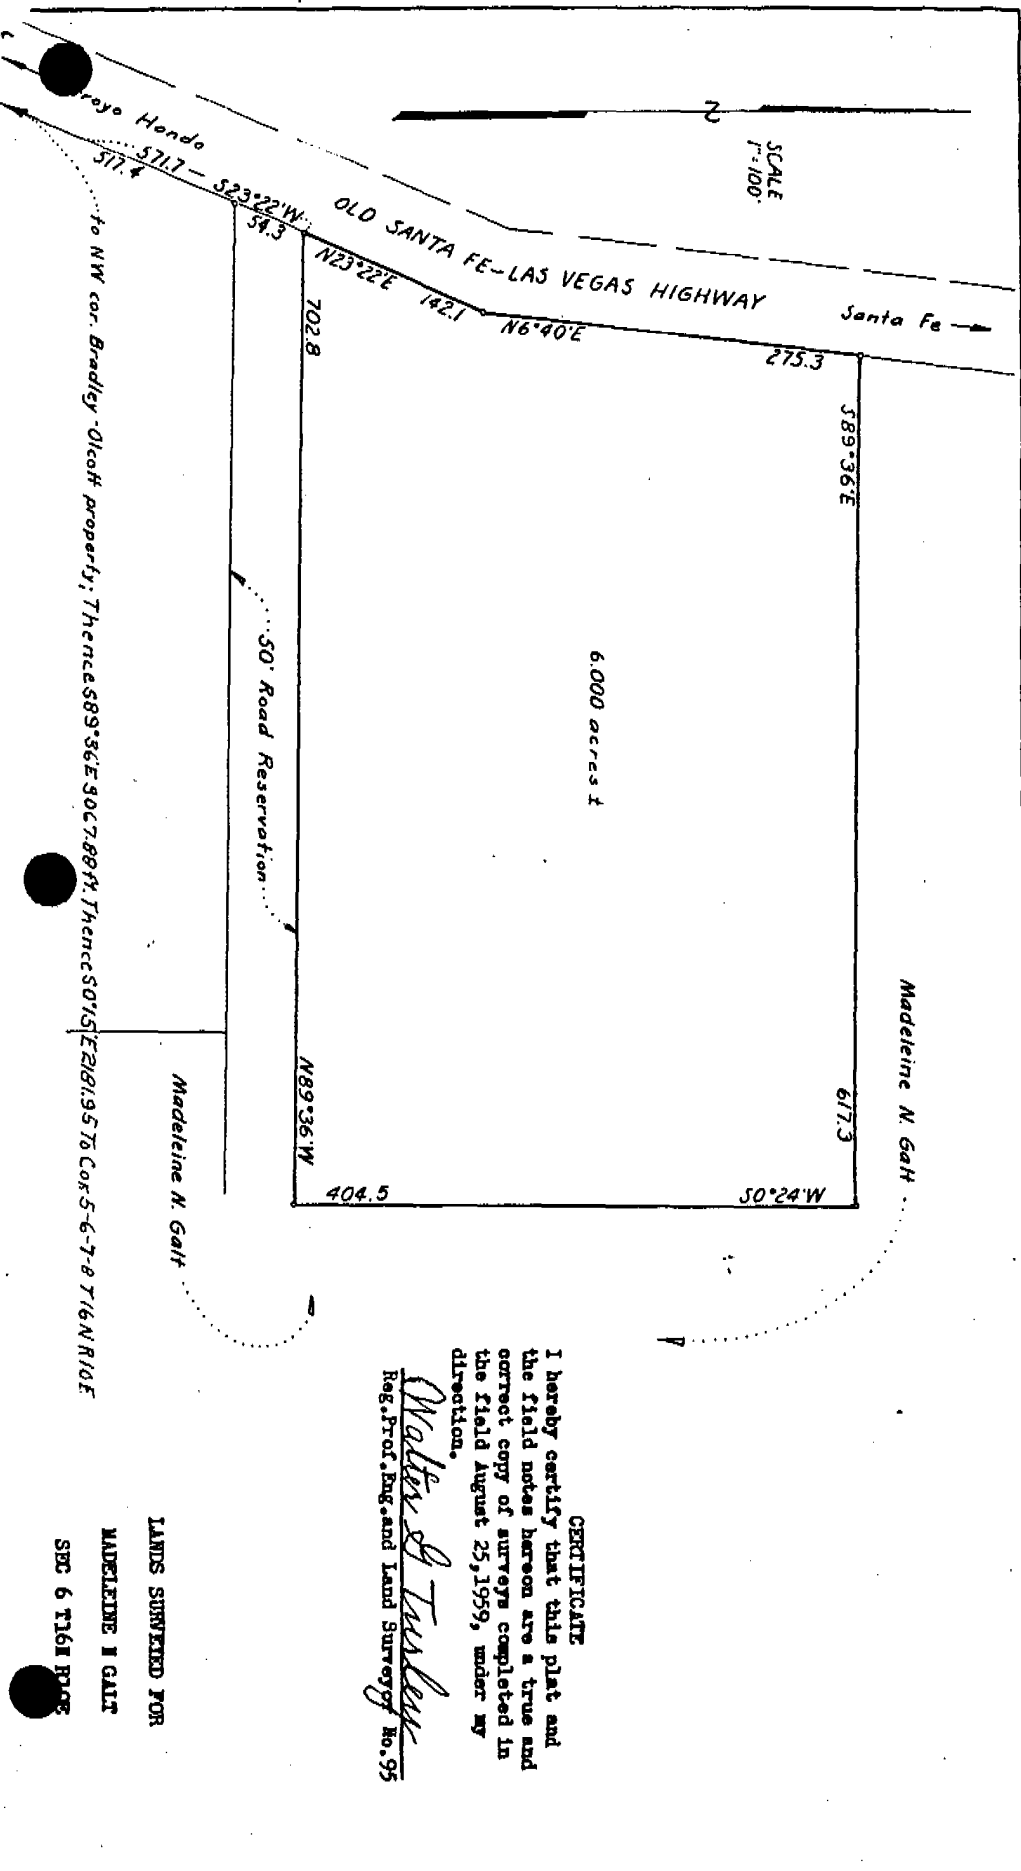 SCALE
1"=100'
Arroyo Hondo
OLD SANTA FE-LAS VEGAS HIGHWAY
Santa Fe
517.4
571.7 - S23°22'W
54.3
N23°22'E
142.1
N6°40'E
275.3
S89°36'E
617.3
S0°24'W
404.5
N89°36'W
702.8
6.000 acres ±
50' Road Reservation
Madeleine N. Galt
Madeleine N. Galt
to NW cor. Bradley-Olcott property; Thence S89°36'E 3067.88 ft. Thence S0°15'E 2181.95 To Cor 5-6-7-8 T16N R10E
CERTIFICATE
I hereby certify that this plat and
the field notes hereon are a true and
correct copy of surveys completed in
the field August 25,1959, under my
direction.
Walter G Turley
Reg.Prof.Eng.and Land Surveyor No.95
LANDS SURVEYED FOR
MADELEINE N GALT
SEC 6 T16N R10E